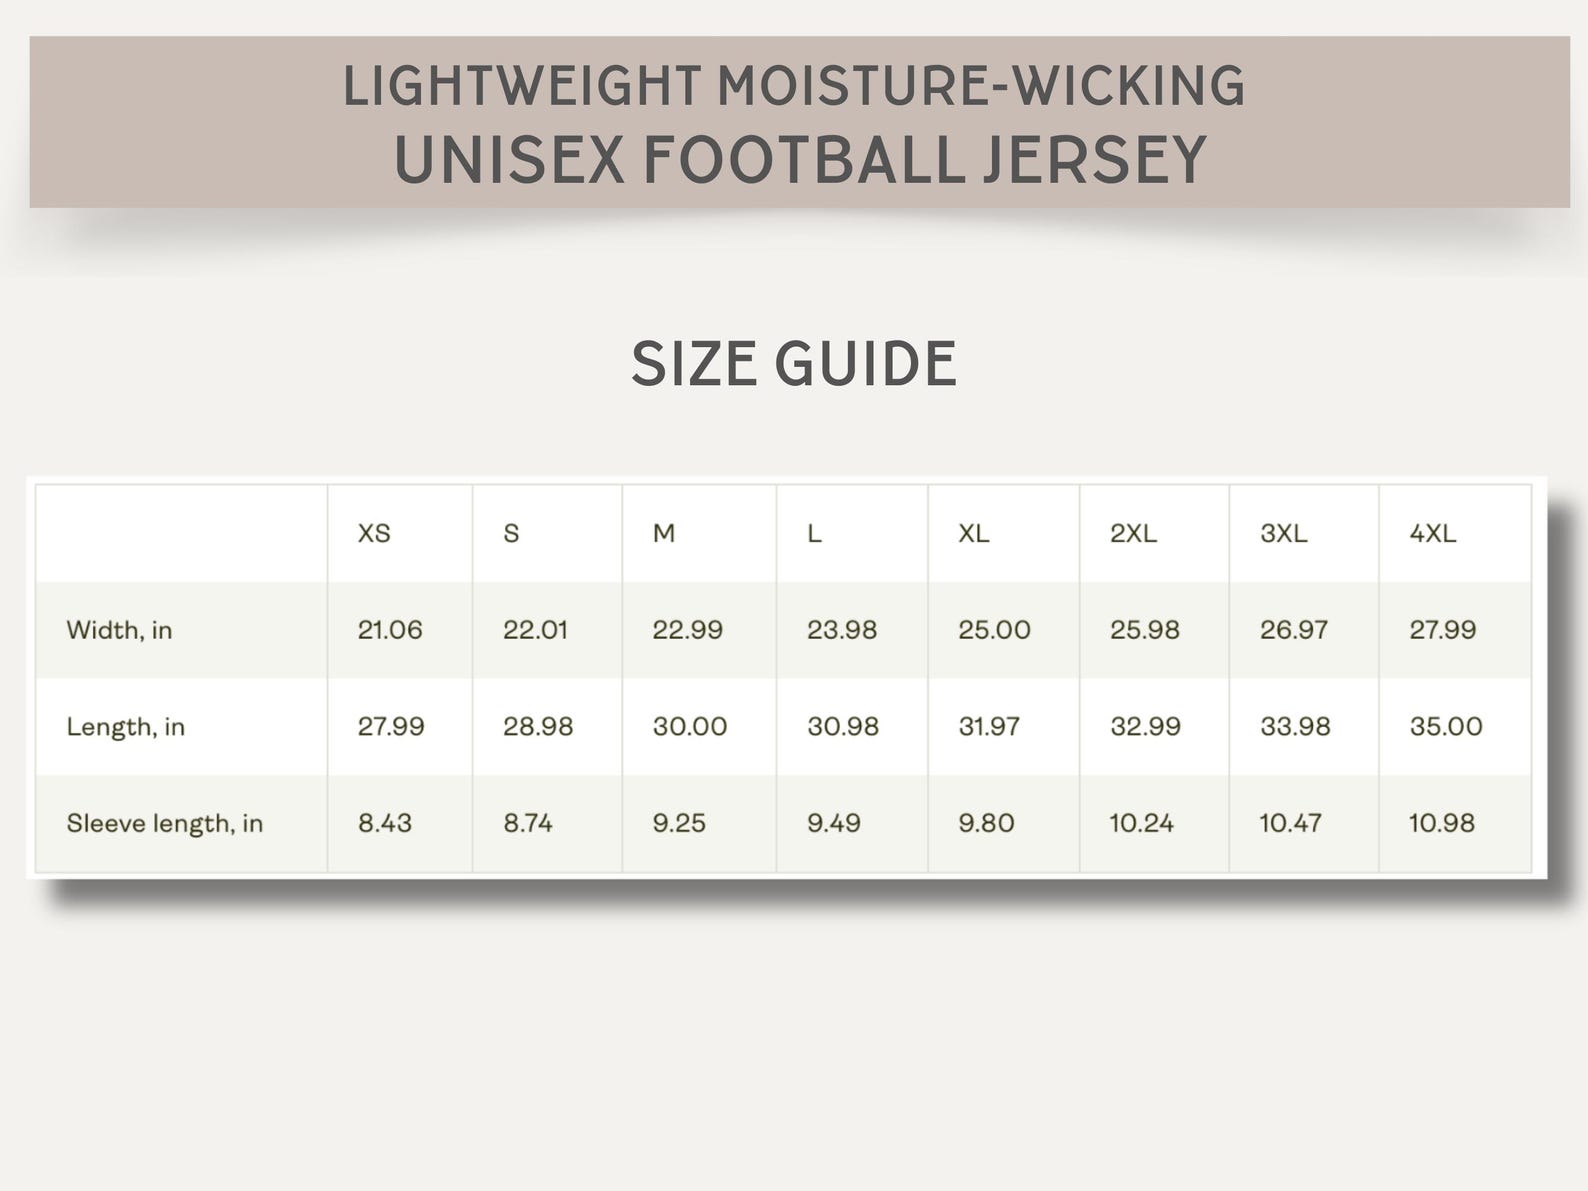 LIGHTWEIGHT MOISTURE-WICKING
UNISEX FOOTBALL JERSEY
SIZE GUIDE
XS S M L XL 2XL 3XL 4XL
Width, in 21.06 22.01 22.99 23.98 25.00 25.98 26.97 27.99
Length, in 27.99 28.98 30.00 30.98 31.97 32.99 33.98 35.00
Sleeve length, in 8.43 8.74 9.25 9.49 9.80 10.24 10.47 10.98